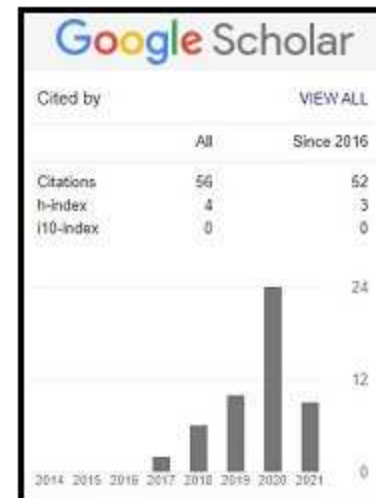 Google Scholar
Cited by VIEW ALL
All Since 2016
Citations 56 52
h-index 4 3
i10-index 0 0
24
12
0
2014 2015 2016 2017 2018 2019 2020 2021